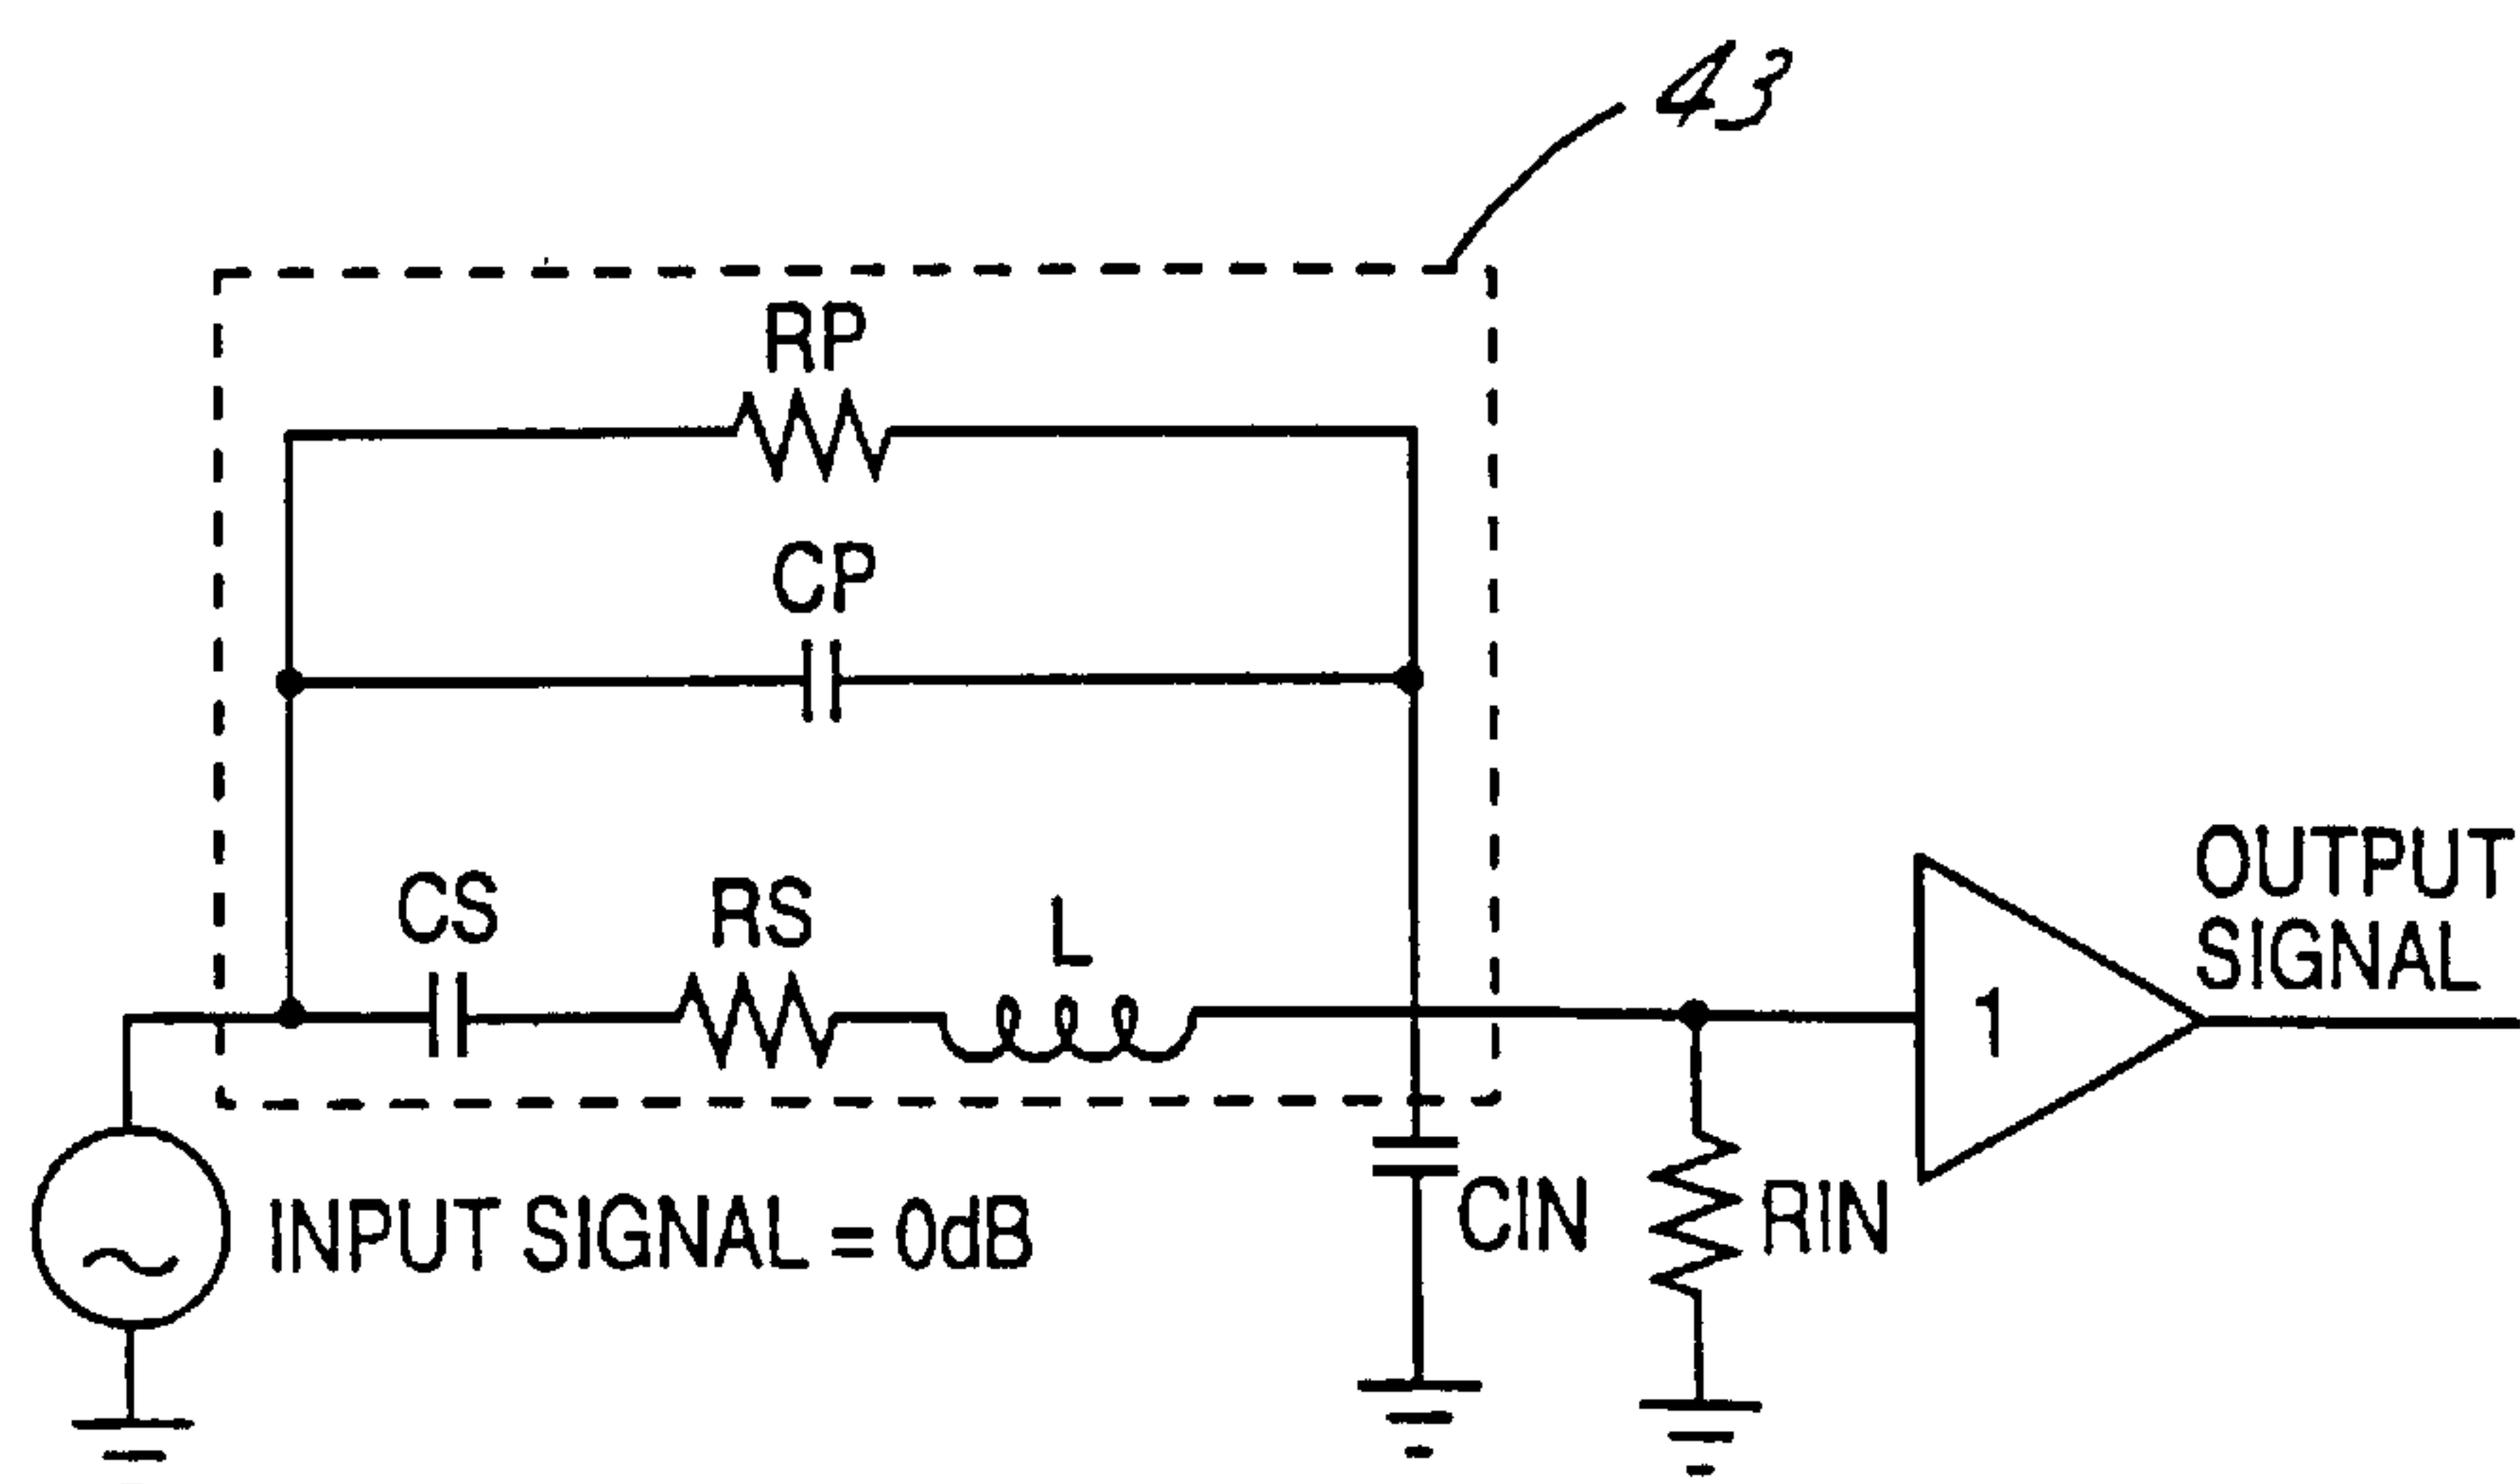 43
RP
CP
CS
RS
L
OUTPUT
SIGNAL
1
INPUT SIGNAL = 0dB
CIN
RIN